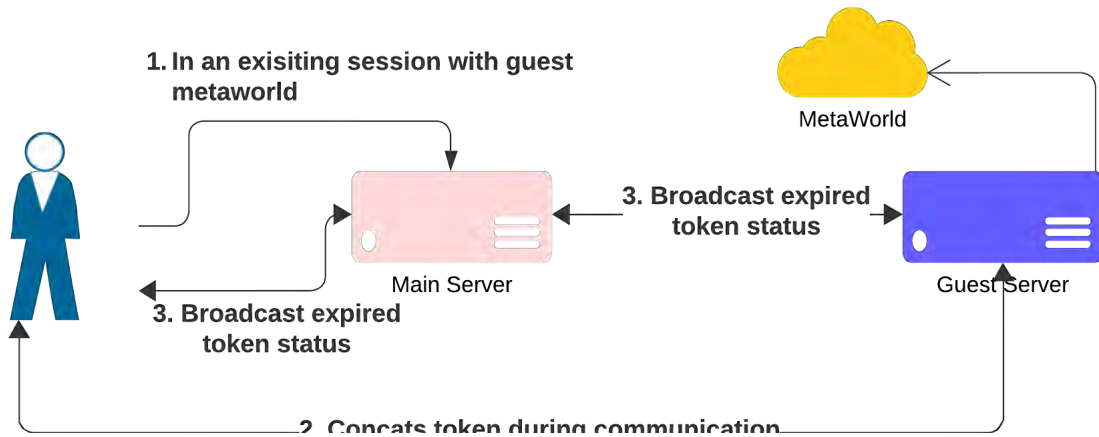 1. In an exisiting session with guest
metaworld
MetaWorld
3. Broadcast expired
token status
Main Server
Guest Server
3. Broadcast expired
token status
2. Concats token during communication